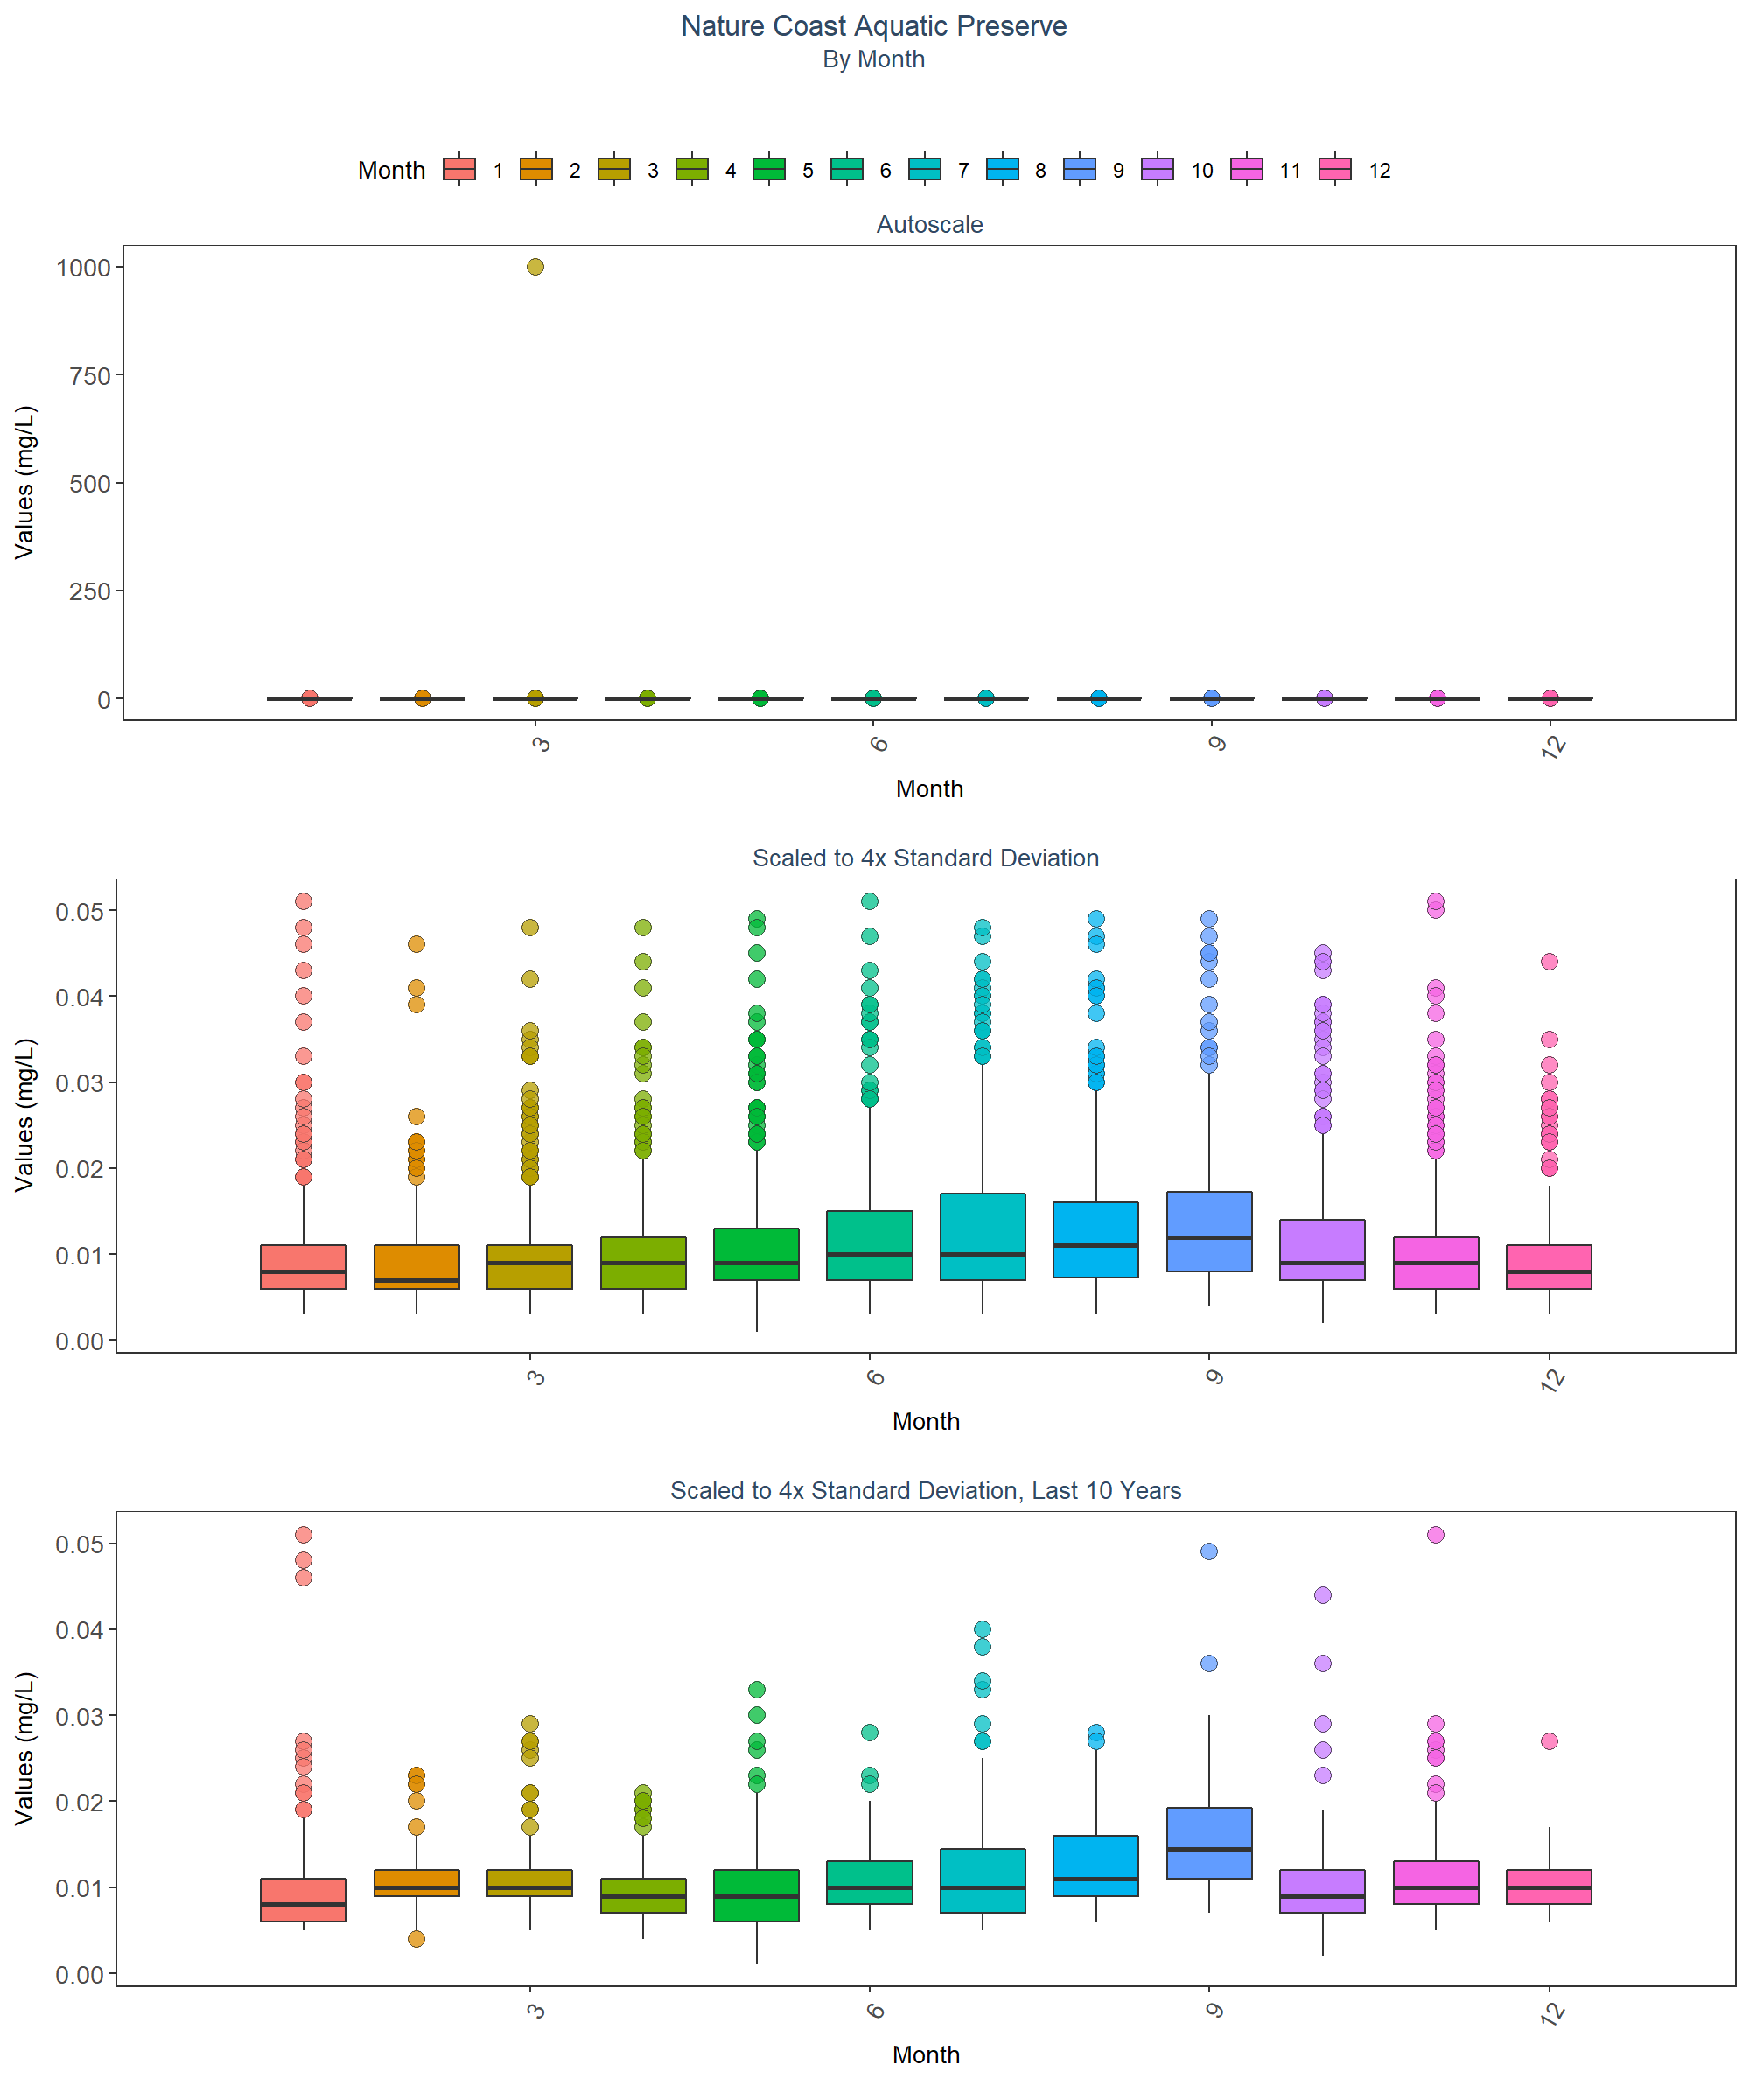 Nature Coast Aquatic Preserve
By Month
Month 1 2 3 4 5 6 7 8 9 10 11 12
Autoscale
Values (mg/L)
1000
750
500
250
0
3 6 9 12
Month
Scaled to 4x Standard Deviation
Values (mg/L)
0.05
0.04
0.03
0.02
0.01
0.00
3 6 9 12
Month
Scaled to 4x Standard Deviation, Last 10 Years
Values (mg/L)
0.05
0.04
0.03
0.02
0.01
0.00
3 6 9 12
Month